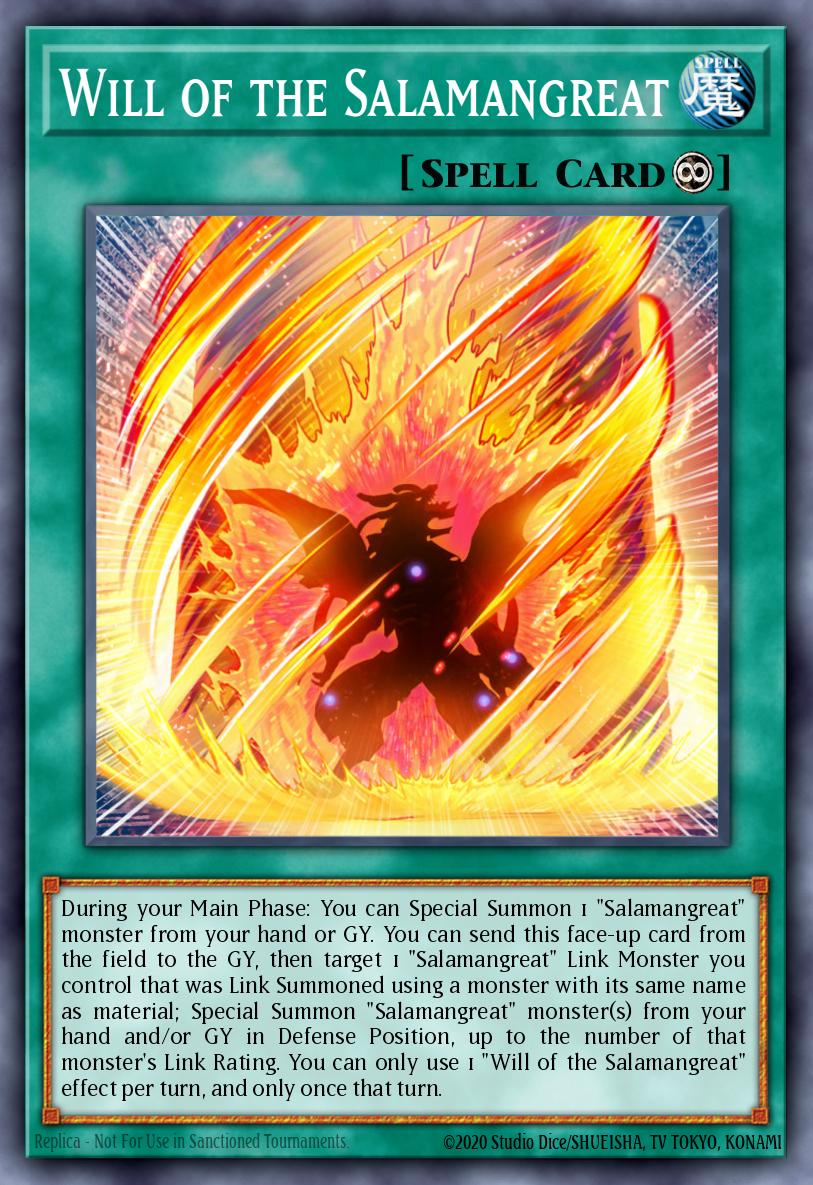 WILL OF THE SALAMANGREAT
SPELL
魔
[SPELL CARD∞]
During your Main Phase: You can Special Summon 1 "Salamangreat"
monster from your hand or GY. You can send this face-up card from
the field to the GY, then target 1 "Salamangreat" Link Monster you
control that was Link Summoned using a monster with its same name
as material; Special Summon "Salamangreat" monster(s) from your
hand and/or GY in Defense Position, up to the number of that
monster's Link Rating. You can only use 1 "Will of the Salamangreat"
effect per turn, and only once that turn.
Replica - Not For Use in Sanctioned Tournaments.
©2020 Studio Dice/SHUEISHA, TV TOKYO, KONAMI